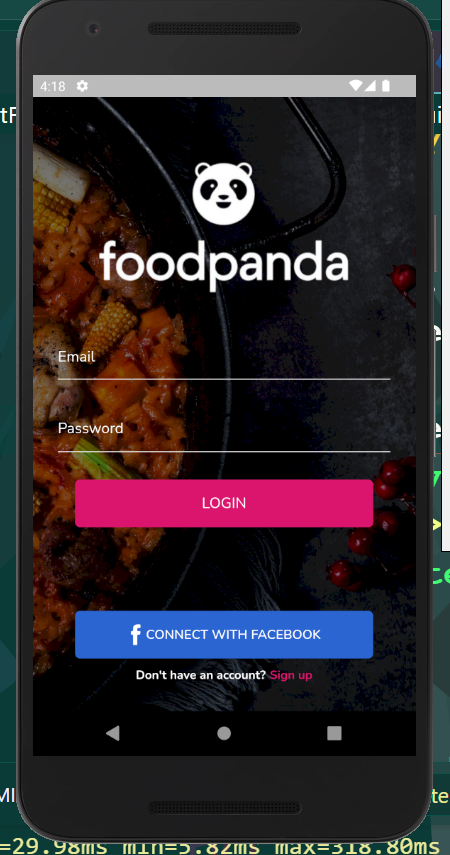 4:18
foodpanda
Email
Password
LOGIN
f CONNECT WITH FACEBOOK
Don't have an account? Sign up
=29.98ms min=5.82ms max=318.80ms